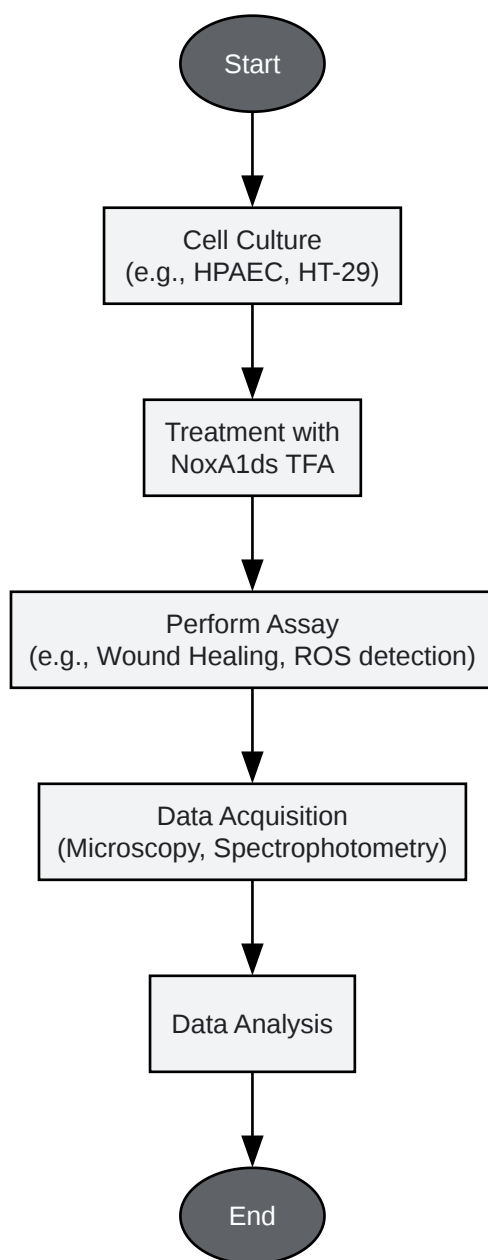 Start
Cell Culture
(e.g., HPAEC, HT-29)
Treatment with
NoxA1ds TFA
Perform Assay
(e.g., Wound Healing, ROS detection)
Data Acquisition
(Microscopy, Spectrophotometry)
Data Analysis
End